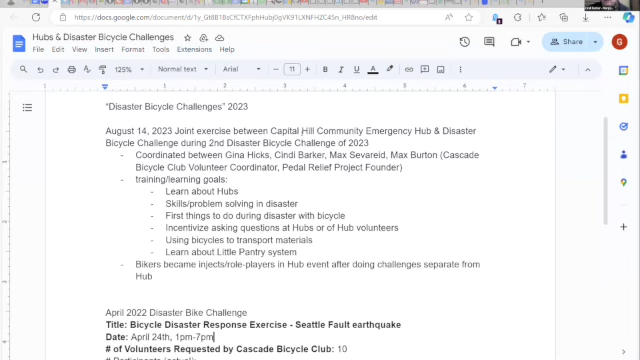 https://docs.google.com/document/d/1y_Gt8B18sCfTX_FphHubj0gVK91LXNFHZC45n_HR8no/edit
Hubs & Disaster Bicycle Challenges
File Edit View Insert Format Tools Extensions Help
Share
G
125%
Normal text
Arial
11
"Disaster Bicycle Challenges" 2023
August 14, 2023 Joint exercise between Capital Hill Community Emergency Hub & Disaster
Bicycle Challenge during 2nd Disaster Bicycle Challenge of 2023
- Coordinated between Gina Hicks, Cindi Barker, Max Sevareid, Max Burton (Cascade
Bicycle Club Volunteer Coordinator, Pedal Relief Project Founder)
- training/learning goals:
- Learn about Hubs
- Skills/problem solving in disaster
- First things to do during disaster with bicycle
- Incentivize asking questions at Hubs or of Hub volunteers
- Using bicycles to transport materials
- Learn about Little Pantry system
- Bikers became injects/role-players in Hub event after doing challenges separate from
Hub
April 2022 Disaster Bike Challenge
Title: Bicycle Disaster Response Exercise - Seattle Fault earthquake
Date: April 24th, 1pm-7pm
# of Volunteers Requested by Cascade Bicycle Club: 10
# Participants (actual):